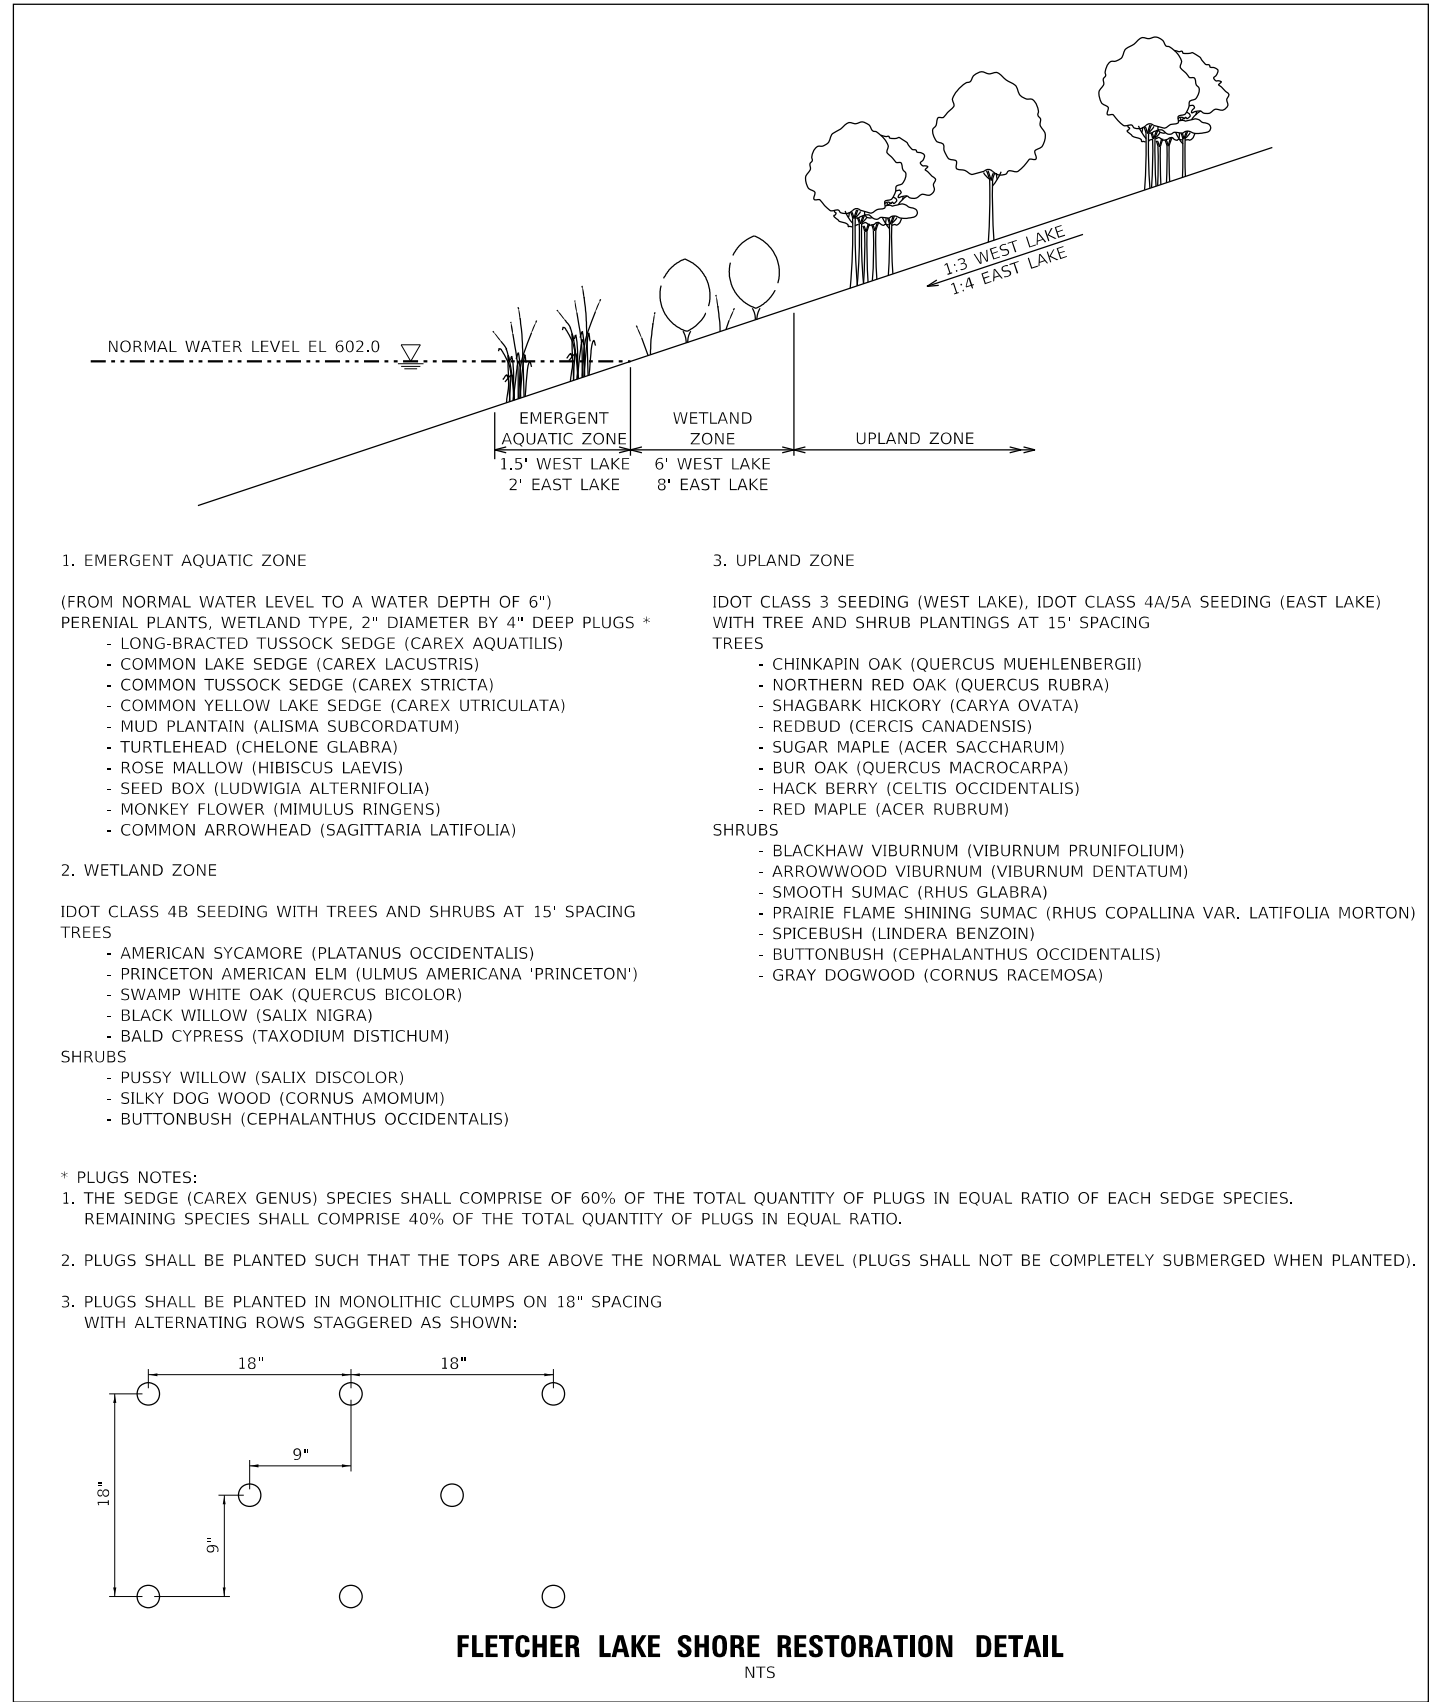 1:3 WEST LAKE
1:4 EAST LAKE
NORMAL WATER LEVEL EL 602.0
EMERGENT
AQUATIC ZONE
1.5' WEST LAKE
2' EAST LAKE
WETLAND
ZONE
6' WEST LAKE
8' EAST LAKE
UPLAND ZONE
1. EMERGENT AQUATIC ZONE
(FROM NORMAL WATER LEVEL TO A WATER DEPTH OF 6")
PERENIAL PLANTS, WETLAND TYPE, 2" DIAMETER BY 4" DEEP PLUGS *
- LONG-BRACTED TUSSOCK SEDGE (CAREX AQUATILIS)
- COMMON LAKE SEDGE (CAREX LACUSTRIS)
- COMMON TUSSOCK SEDGE (CAREX STRICTA)
- COMMON YELLOW LAKE SEDGE (CAREX UTRICULATA)
- MUD PLANTAIN (ALISMA SUBCORDATUM)
- TURTLEHEAD (CHELONE GLABRA)
- ROSE MALLOW (HIBISCUS LAEVIS)
- SEED BOX (LUDWIGIA ALTERNIFOLIA)
- MONKEY FLOWER (MIMULUS RINGENS)
- COMMON ARROWHEAD (SAGITTARIA LATIFOLIA)
2. WETLAND ZONE
IDOT CLASS 4B SEEDING WITH TREES AND SHRUBS AT 15' SPACING
TREES
- AMERICAN SYCAMORE (PLATANUS OCCIDENTALIS)
- PRINCETON AMERICAN ELM (ULMUS AMERICANA 'PRINCETON')
- SWAMP WHITE OAK (QUERCUS BICOLOR)
- BLACK WILLOW (SALIX NIGRA)
- BALD CYPRESS (TAXODIUM DISTICHUM)
SHRUBS
- PUSSY WILLOW (SALIX DISCOLOR)
- SILKY DOG WOOD (CORNUS AMOMUM)
- BUTTONBUSH (CEPHALANTHUS OCCIDENTALIS)
3. UPLAND ZONE
IDOT CLASS 3 SEEDING (WEST LAKE), IDOT CLASS 4A/5A SEEDING (EAST LAKE)
WITH TREE AND SHRUB PLANTINGS AT 15' SPACING
TREES
- CHINKAPIN OAK (QUERCUS MUEHLENBERGII)
- NORTHERN RED OAK (QUERCUS RUBRA)
- SHAGBARK HICKORY (CARYA OVATA)
- REDBUD (CERCIS CANADENSIS)
- SUGAR MAPLE (ACER SACCHARUM)
- BUR OAK (QUERCUS MACROCARPA)
- HACK BERRY (CELTIS OCCIDENTALIS)
- RED MAPLE (ACER RUBRUM)
SHRUBS
- BLACKHAW VIBURNUM (VIBURNUM PRUNIFOLIUM)
- ARROWWOOD VIBURNUM (VIBURNUM DENTATUM)
- SMOOTH SUMAC (RHUS GLABRA)
- PRAIRIE FLAME SHINING SUMAC (RHUS COPALLINA VAR. LATIFOLIA MORTON)
- SPICEBUSH (LINDERA BENZOIN)
- BUTTONBUSH (CEPHALANTHUS OCCIDENTALIS)
- GRAY DOGWOOD (CORNUS RACEMOSA)
* PLUGS NOTES:
1. THE SEDGE (CAREX GENUS) SPECIES SHALL COMPRISE OF 60% OF THE TOTAL QUANTITY OF PLUGS IN EQUAL RATIO OF EACH SEDGE SPECIES.
REMAINING SPECIES SHALL COMPRISE 40% OF THE TOTAL QUANTITY OF PLUGS IN EQUAL RATIO.
2. PLUGS SHALL BE PLANTED SUCH THAT THE TOPS ARE ABOVE THE NORMAL WATER LEVEL (PLUGS SHALL NOT BE COMPLETELY SUBMERGED WHEN PLANTED).
3. PLUGS SHALL BE PLANTED IN MONOLITHIC CLUMPS ON 18" SPACING
WITH ALTERNATING ROWS STAGGERED AS SHOWN:
18"
18"
9"
18"
9"
FLETCHER LAKE SHORE RESTORATION DETAIL
NTS